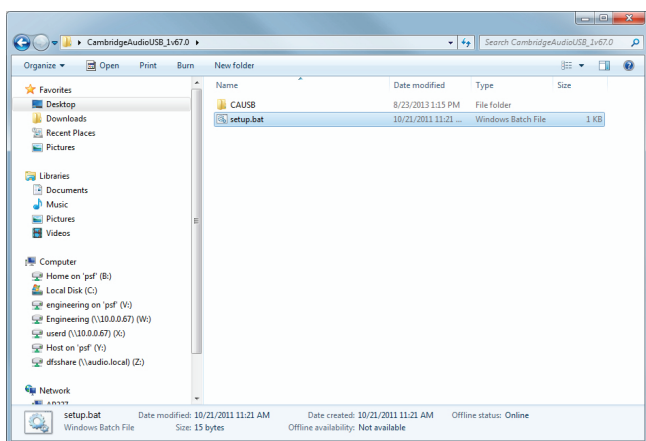 CambridgeAudioUSB_1v67.0
Search CambridgeAudioUSB_1v67.0
Organize Open Print Burn New folder
Favorites
Desktop
Downloads
Recent Places
Pictures
Libraries
Documents
Music
Pictures
Videos
Computer
Home on 'psf' (B:)
Local Disk (C:)
engineering on 'psf' (V:)
Engineering (\\10.0.0.67) (W:)
userd (\\10.0.0.67) (X:)
Host on 'psf' (Y:)
dfsshare (\\audio.local) (Z:)
Network
Name Date modified Type Size
CAUSB 8/23/2013 1:15 PM File folder
setup.bat 10/21/2011 11:21 ... Windows Batch File 1 KB
setup.bat Date modified: 10/21/2011 11:21 AM Date created: 10/21/2011 11:21 AM Offline status: Online
Windows Batch File Size: 15 bytes Offline availability: Not available